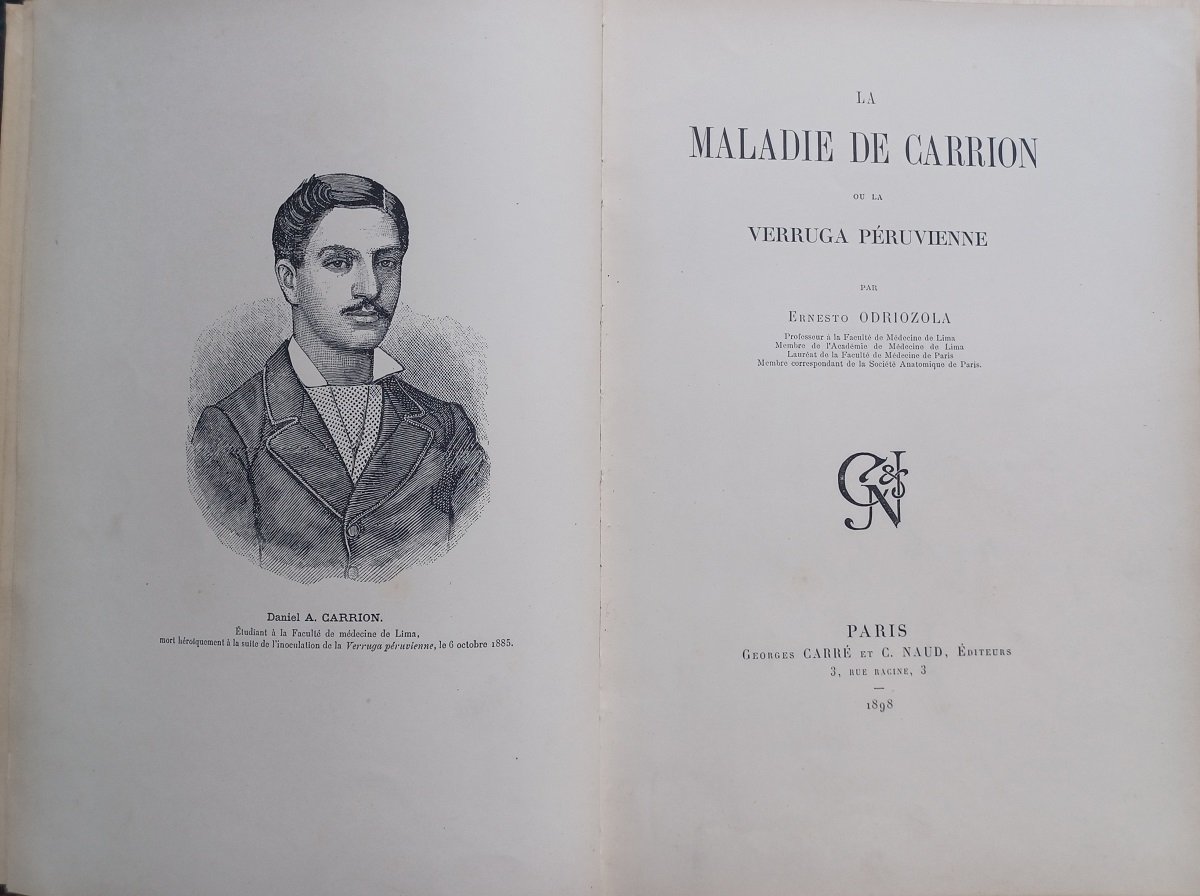 Daniel A. CARRION.
Étudiant à la Faculté de médecine de Lima,
mort héroïquement à la suite de l'inoculation de la Verruga péruvienne, le 6 octobre 1885.
LA
MALADIE DE CARRION
OU LA
VERRUGA PÉRUVIENNE
PAR
ERNESTO ODRIOZOLA
Professeur à la Faculté de Médecine de Lima
Membre de l'Académie de Médecine de Lima
Lauréat de la Faculté de Médecine de Paris
Membre correspondant de la Société Anatomique de Paris.
PARIS
GEORGES CARRÉ ET C. NAUD, ÉDITEURS
3, RUE RACINE, 3
1898